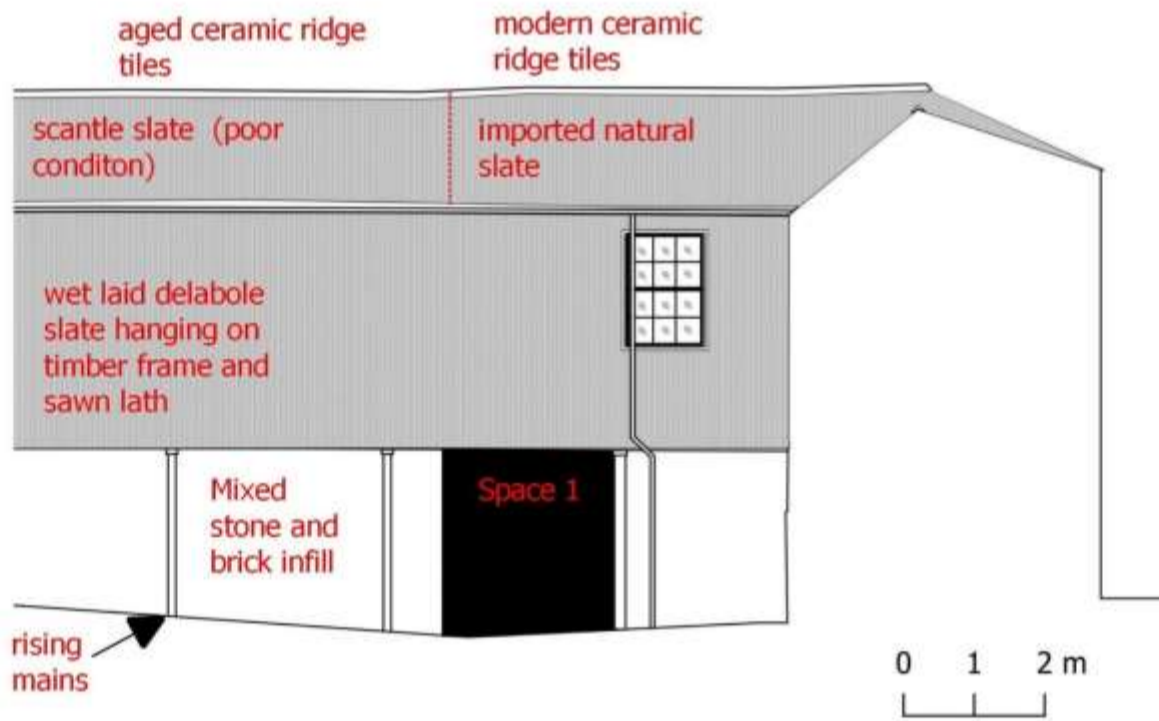 aged ceramic ridge
tiles
modern ceramic
ridge tiles
scantle slate (poor
conditon)
imported natural
slate
wet laid delabole
slate hanging on
timber frame and
sawn lath
Mixed
stone and
brick infill
Space 1
rising
mains
0 1 2 m